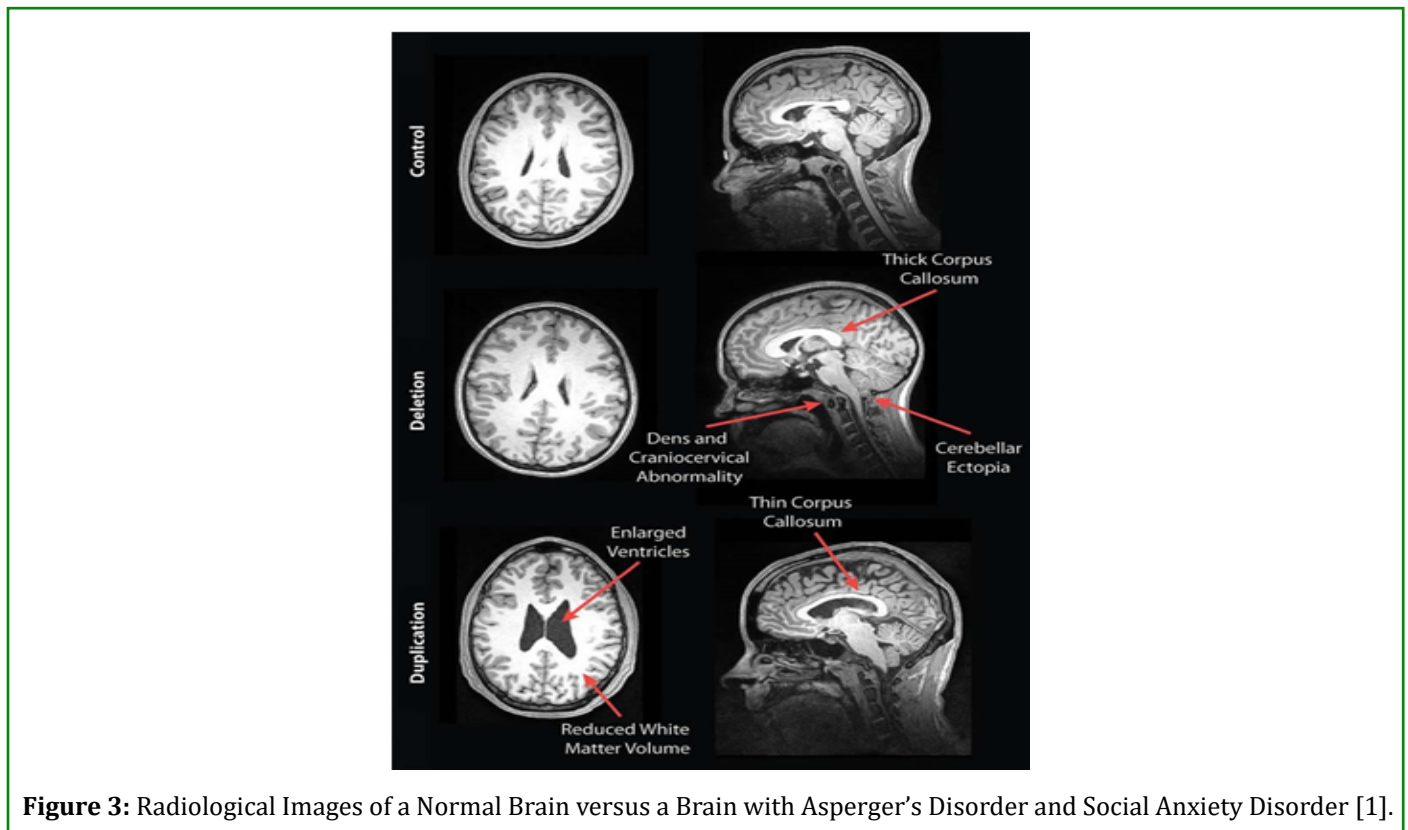 Control
Thick Corpus
Callosum
Deletion
Dens and
Craniocervical
Abnormality
Cerebellar
Ectopia
Thin Corpus
Callosum
Enlarged
Ventricles
Duplication
Reduced White
Matter Volume
Figure 3: Radiological Images of a Normal Brain versus a Brain with Asperger’s Disorder and Social Anxiety Disorder [1].